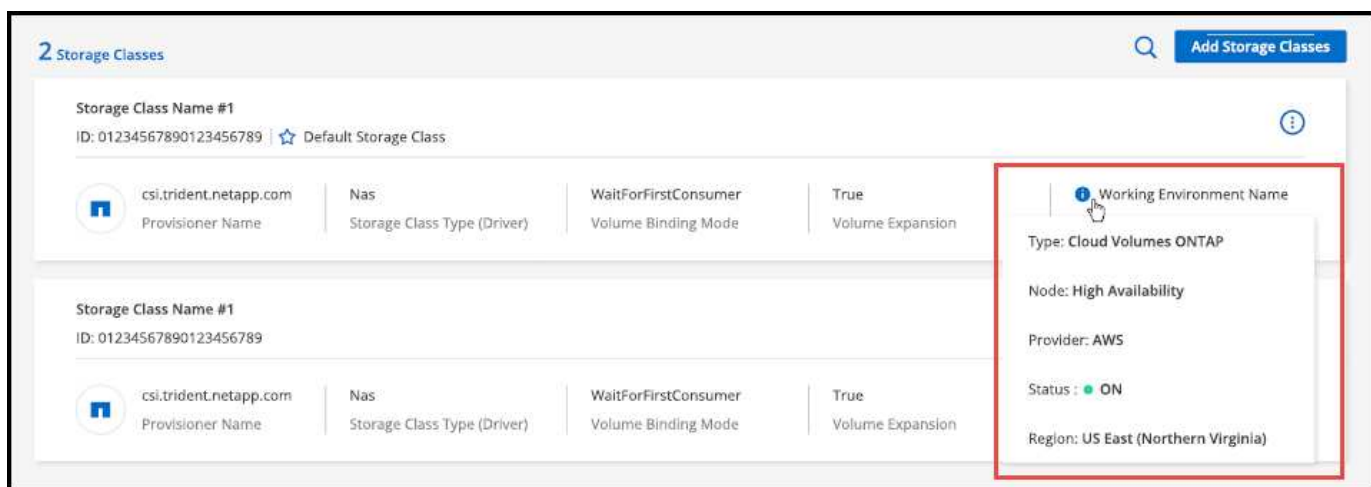 2 Storage Classes
Add Storage Classes
Storage Class Name #1
ID: 01234567890123456789 Default Storage Class
csi.trident.netapp.com Nas WaitForFirstConsumer True Working Environment Name
Provisioner Name Storage Class Type (Driver) Volume Binding Mode Volume Expansion
Type: Cloud Volumes ONTAP
Node: High Availability
Provider: AWS
Status : ON
Region: US East (Northern Virginia)
Storage Class Name #1
ID: 01234567890123456789
csi.trident.netapp.com Nas WaitForFirstConsumer True
Provisioner Name Storage Class Type (Driver) Volume Binding Mode Volume Expansion